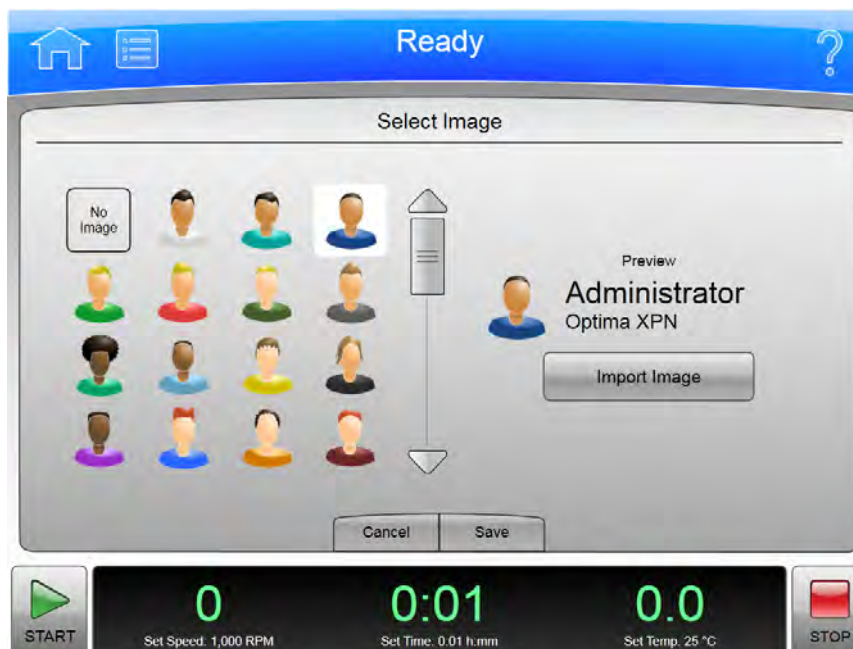 Ready
?
Select Image
No
Image
Preview
Administrator
Optima XPN
Import Image
Cancel
Save
START
0
Set Speed. 1,000 RPM
0:01
Set Time. 0.01 h:mm
0.0
Set Temp. 25 °C
STOP